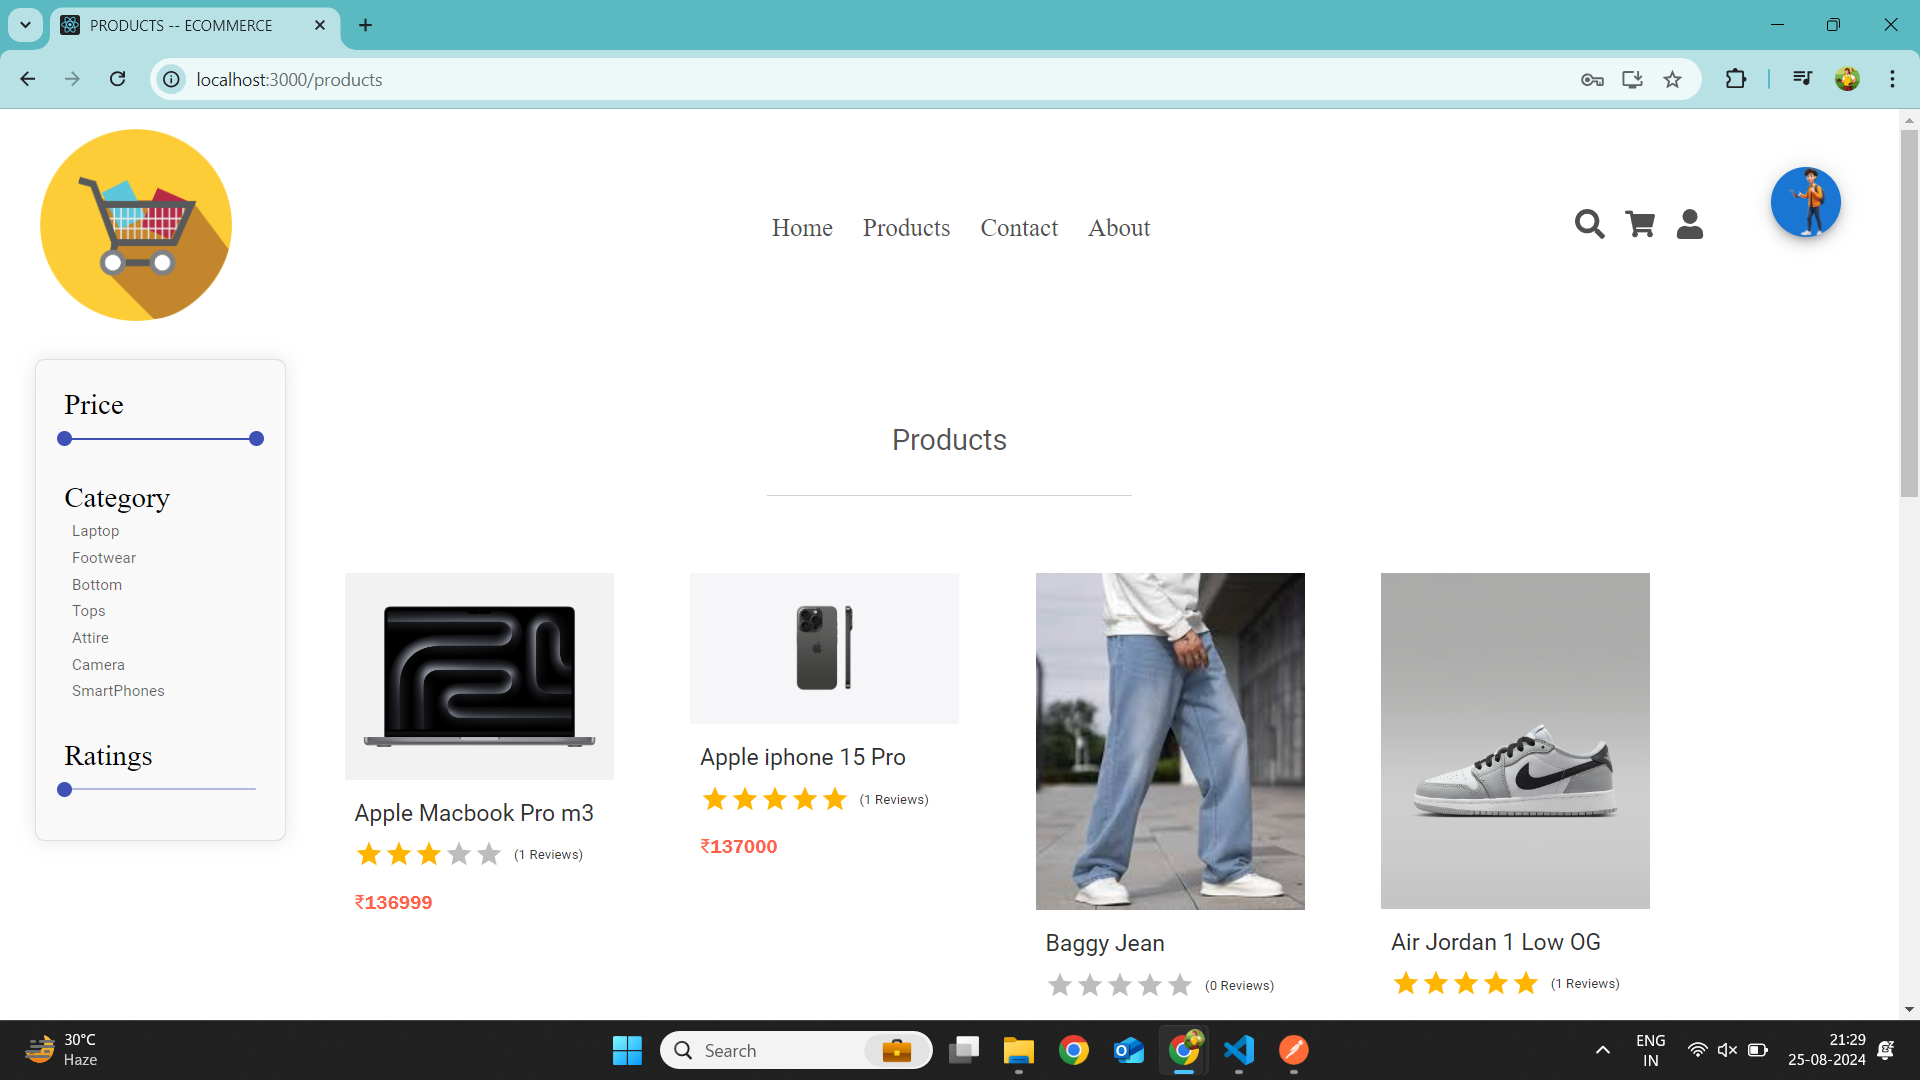 PRODUCTS -- ECOMMERCE
localhost:3000/products
Home Products Contact About
Price
Products
Category
Laptop
Footwear
Bottom
Tops
Attire
Camera
SmartPhones
Ratings
Apple Macbook Pro m3
(1 Reviews)
₹136999
Apple iphone 15 Pro
(1 Reviews)
₹137000
Baggy Jean
(0 Reviews)
Air Jordan 1 Low OG
(1 Reviews)
30°C
Haze
Search
ENG
IN
21:29
25-08-2024